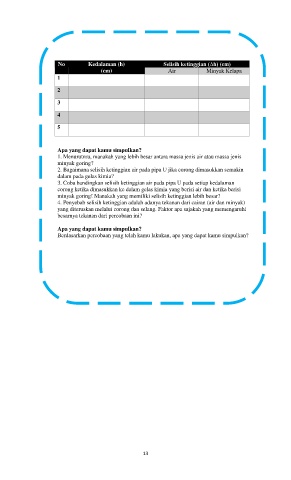 No Kedalaman (h) Selisih ketinggian (Δh) (cm)
(cm) Air Minyak Kelapa
1
2
3
4
5
Apa yang dapat kamu simpulkan?
1. Menurutmu, manakah yang lebih besar antara massa jenis air atau massa jenis
minyak goreng?
2. Bagaimana selisih ketinggian air pada pipa U jika corong dimasukkan semakin
dalam pada gelas kimia?
3. Coba bandingkan selisih ketinggian air pada pipa U pada setiap kedalaman
corong ketika dimasukkan ke dalam gelas kimia yang berisi air dan ketika berisi
minyak goreng! Manakah yang memiliki selisih ketinggian lebih besar?
4. Penyebab selisih ketinggian adalah adanya tekanan dari cairan (air dan minyak)
yang diteruskan melalui corong dan selang. Faktor apa sajakah yang memengaruhi
besarnya tekanan dari percobaan ini?
Apa yang dapat kamu simpulkan?
Berdasarkan percobaan yang telah kamu lakukan, apa yang dapat kamu simpulkan?
13